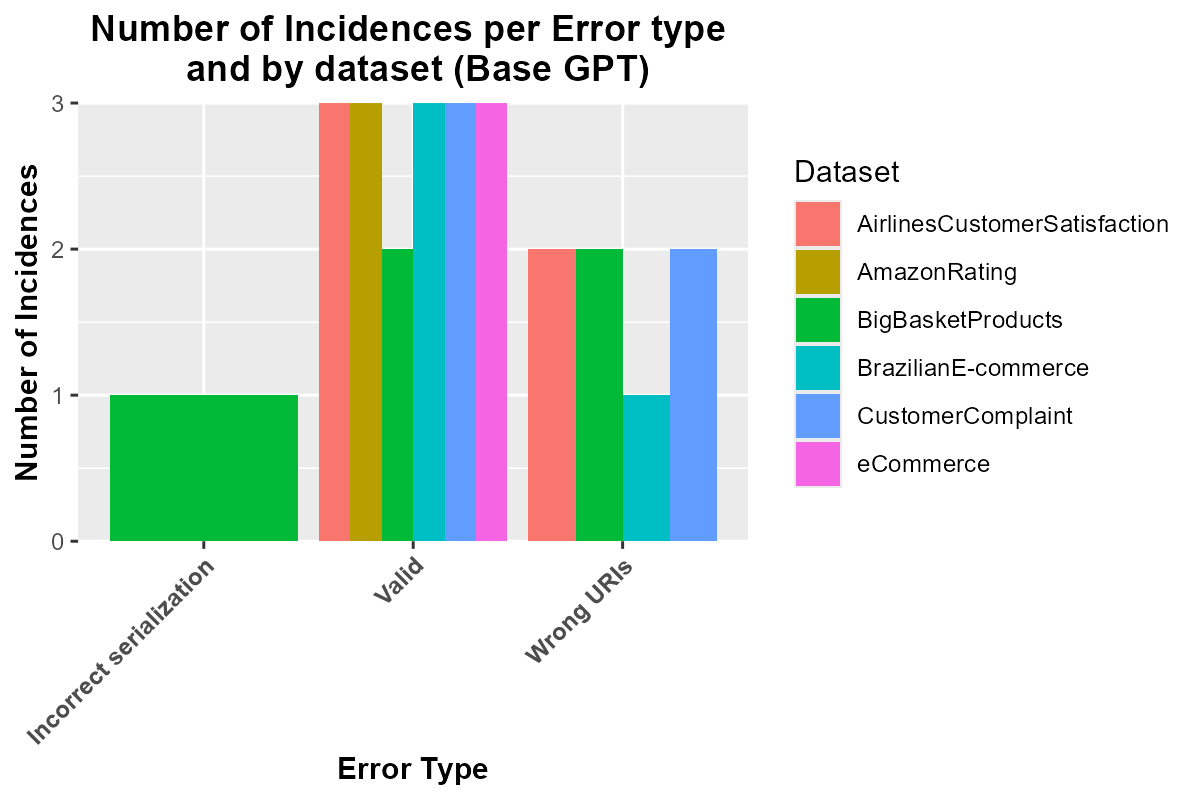 Number of Incidences per Error type
and by dataset (Base GPT)
Number of Incidences
3
2
1
0
Incorrect serialization
Valid
Wrong URIs
Error Type
Dataset
AirlinesCustomerSatisfaction
AmazonRating
BigBasketProducts
BrazilianE-commerce
CustomerComplaint
eCommerce